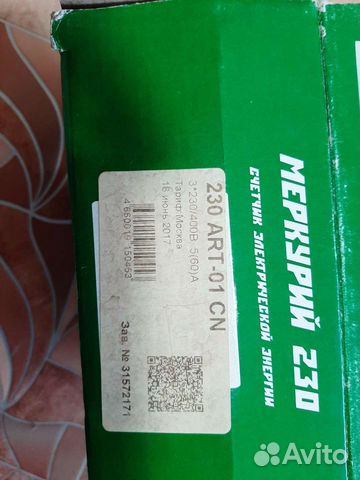 230 ART-01 CN
3*230/400В 5(60)А
Тариф Москва
16 июнь 2017
Зав. № 31572171
МЕРКУРИЙ 230
СЧЕТЧИК ЭЛЕКТРИЧЕСКОЙ ЭНЕРГИИ
Avito